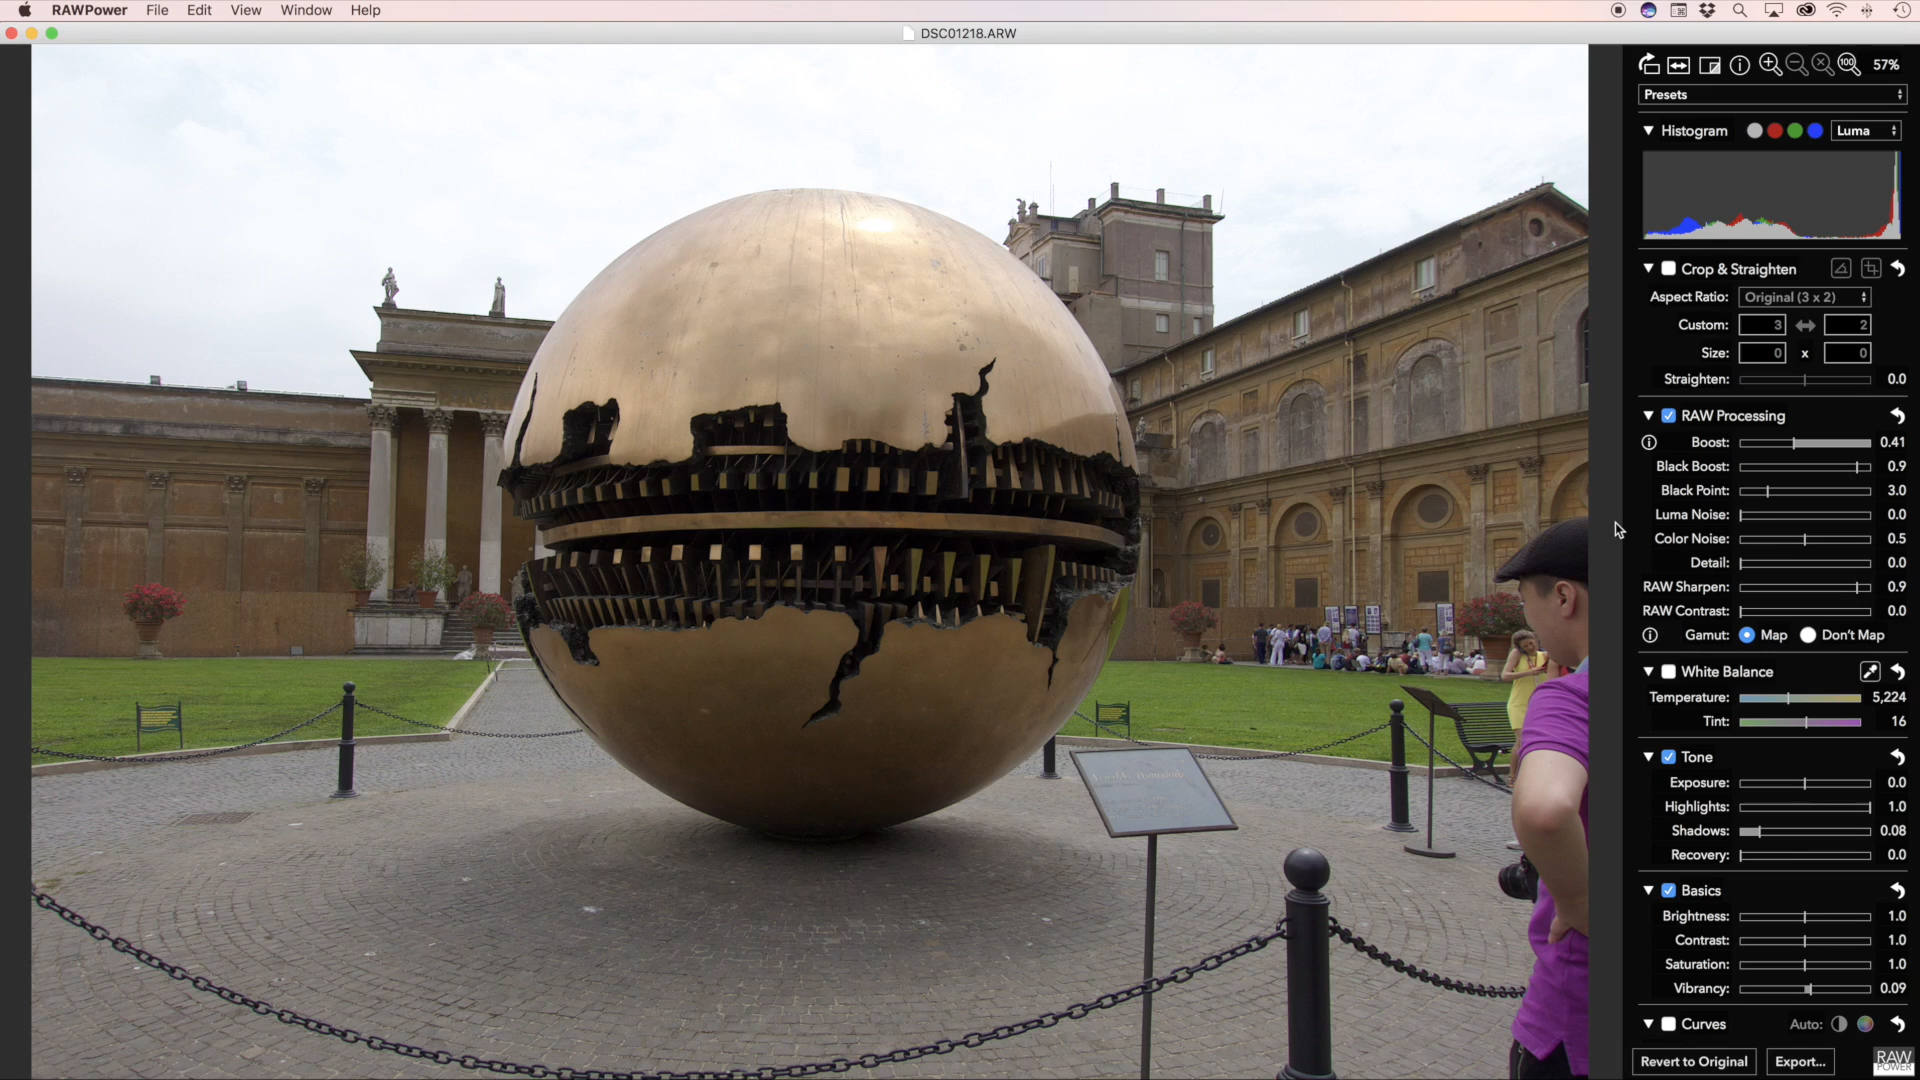 RAWPower File Edit View Window Help
DSC01218.ARW
100 57%
Presets
Histogram Luma
Crop & Straighten
Aspect Ratio: Original (3 x 2)
Custom: 3 2
Size: 0 x 0
Straighten: 0.0
RAW Processing
Boost: 0.41
Black Boost: 0.9
Black Point: 3.0
Luma Noise: 0.0
Color Noise: 0.5
Detail: 0.0
RAW Sharpen: 0.9
RAW Contrast: 0.0
Gamut: Map Don't Map
White Balance
Temperature: 5,224
Tint: 16
Tone
Exposure: 0.0
Highlights: 1.0
Shadows: 0.08
Recovery: 0.0
Basics
Brightness: 1.0
Contrast: 1.0
Saturation: 1.0
Vibrancy: 0.09
Curves Auto:
Revert to Original Export... RAW POWER